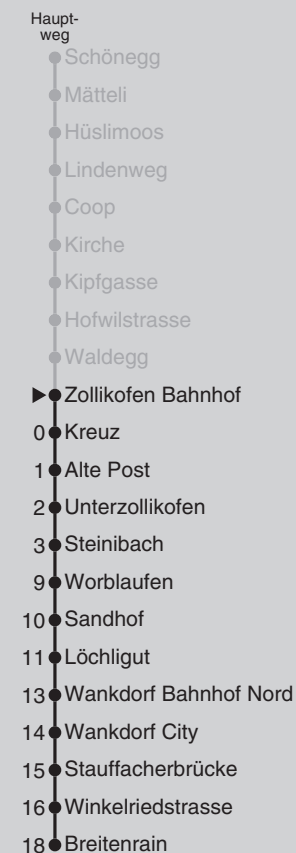 Haupt-
weg
Schönegg
Mätteli
Hüslimoos
Lindenweg
Coop
Kirche
Kipfgasse
Hofwilstrasse
Waldegg
Zollikofen Bahnhof
0 Kreuz
1 Alte Post
2 Unterzollikofen
3 Steinibach
9 Worblaufen
10 Sandhof
11 Löchligut
13 Wankdorf Bahnhof Nord
14 Wankdorf City
15 Stauffacherbrücke
16 Winkelriedstrasse
18 Breitenrain